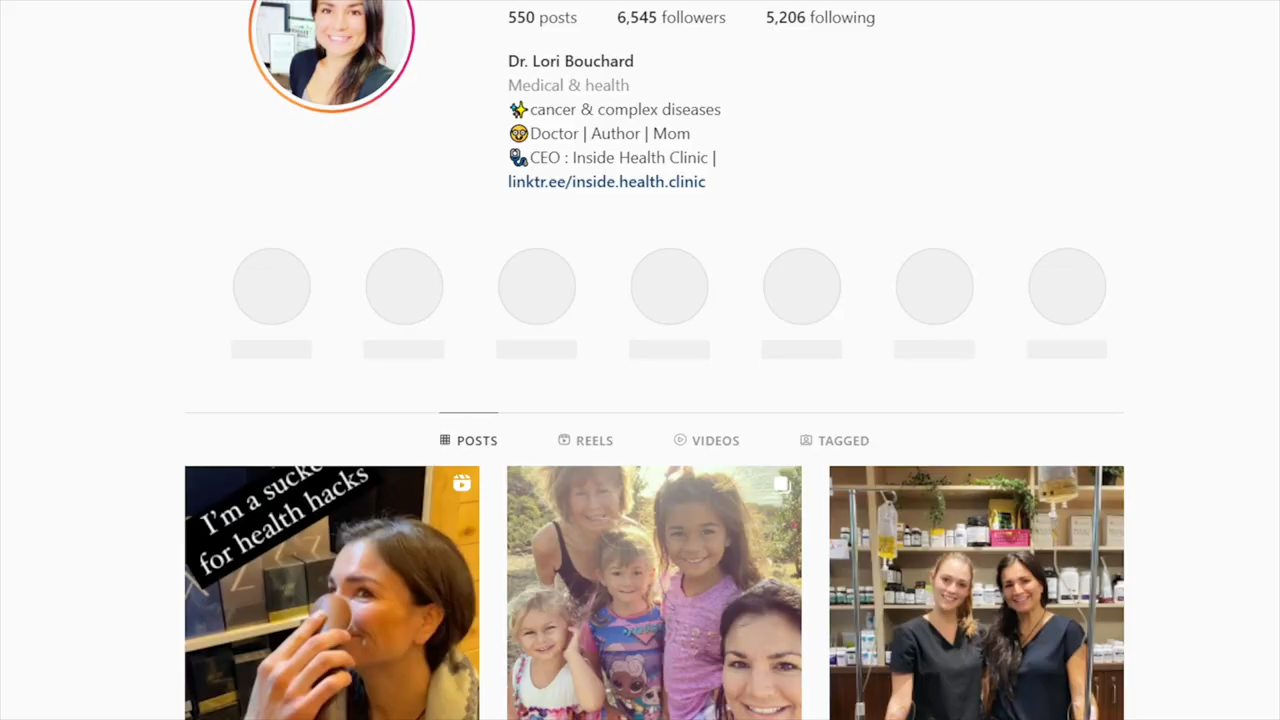 550 posts 6,545 followers 5,206 following
Dr. Lori Bouchard
Medical & health
✨cancer & complex diseases
🤓Doctor | Author | Mom
🩺CEO : Inside Health Clinic |
linktr.ee/inside.health.clinic
POSTS REELS VIDEOS TAGGED
I'm a sucke
for health hacks